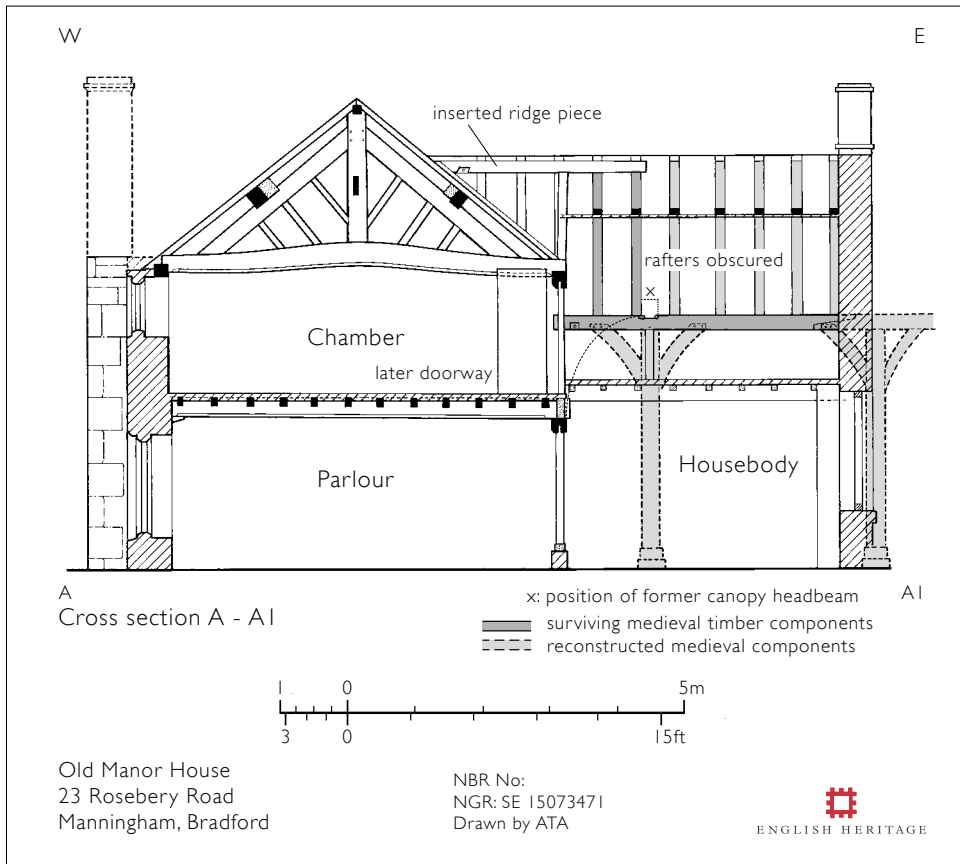 W
E
inserted ridge piece
rafters obscured
x
Chamber
later doorway
Parlour
Housebody
A
A1
Cross section A - A1
x: position of former canopy headbeam
surviving medieval timber components
reconstructed medieval components
1 0 5m
3 0 15ft
Old Manor House
23 Rosebery Road
Manningham, Bradford
NBR No:
NGR: SE 15073471
Drawn by ATA
ENGLISH HERITAGE